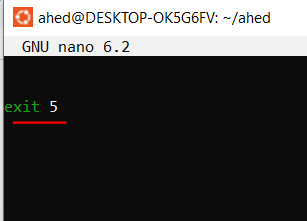 ahed@DESKTOP-OK5G6FV: ~/ahed
GNU nano 6.2
exit 5